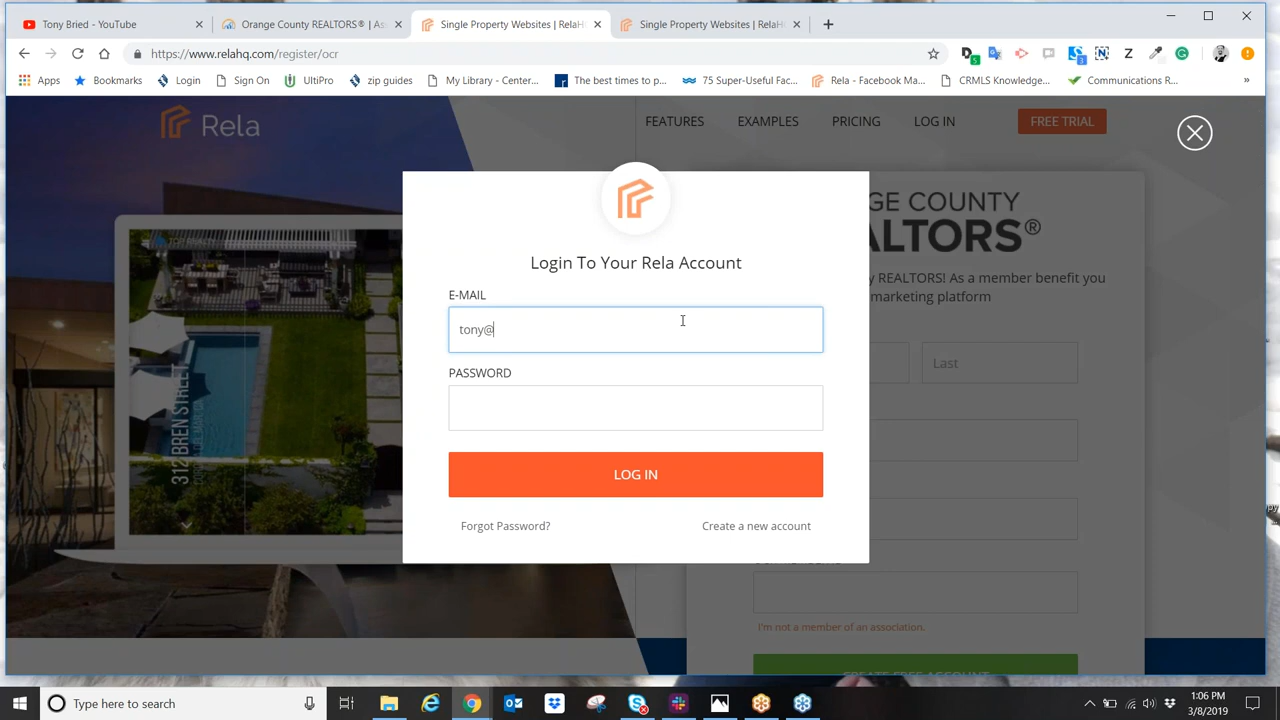 Tony Bried - YouTube
Orange County REALTORS® | As
Single Property Websites | RelaH
Single Property Websites | RelaH
https://www.relahq.com/register/ocr
Apps
Bookmarks
Login
Sign On
UltiPro
zip guides
My Library - Center...
The best times to p...
75 Super-Useful Fac...
Rela - Facebook Ma...
CRMLS Knowledge...
Communications R...
Rela
FEATURES
EXAMPLES
PRICING
LOG IN
FREE TRIAL
GE COUNTY
ALTORS®
y REALTORS! As a member benefit you
marketing platform
Last
Login To Your Rela Account
E-MAIL
tony@
PASSWORD
LOG IN
Forgot Password?
Create a new account
312 BREN STREET
I'm not a member of an association.
CREATE FREE ACCOUNT
Type here to search
1:06 PM
3/8/2019